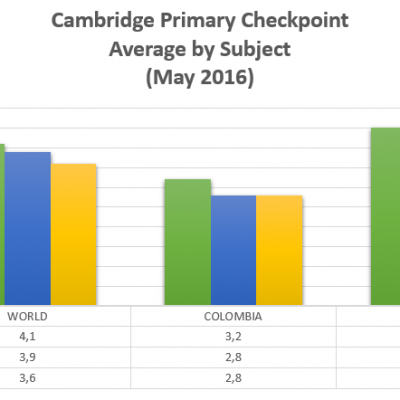 Cambridge Primary Checkpoint
Average by Subject
(May 2016)
WORLD COLOMBIA
4,1 3,2
3,9 2,8
3,6 2,8